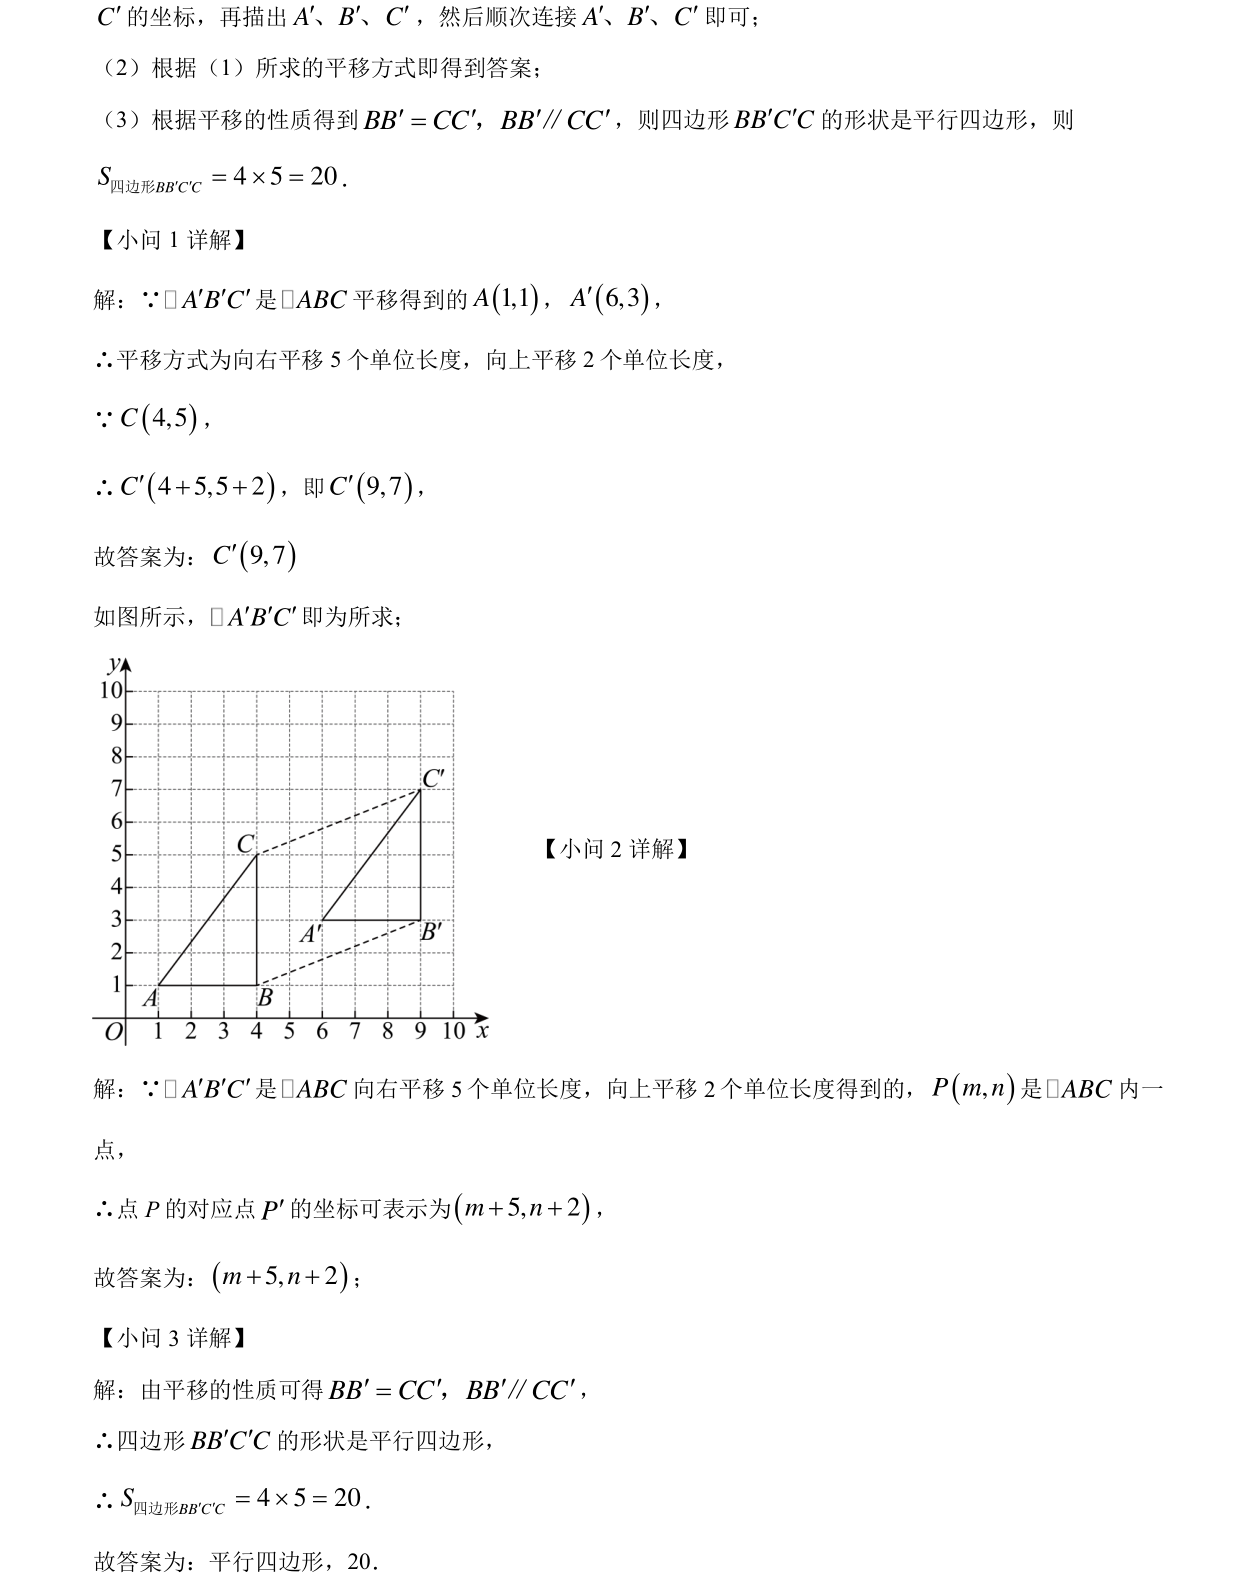 C′的坐标，再描出 A′、B′、C′，然后顺次连接 A′、B′、C′ 即可；
（2）根据（1）所求的平移方式即得到答案；
（3）根据平移的性质得到 BB′ = CC′，BB′∥CC′，则四边形 BB′C′C 的形状是平行四边形，则
S四边形BB′C′C = 4×5 = 20．
【小问 1 详解】
解：∵□A′B′C′ 是□ABC 平移得到的 A(1,1)，A′(6,3)，
∴平移方式为向右平移 5 个单位长度，向上平移 2 个单位长度，
∵C(4,5)，
∴C′(4+5,5+2)，即 C′(9,7)，
故答案为：C′(9,7)
如图所示，□A′B′C′ 即为所求；
y
10
9
8
7
C′
6
C
5
4
3
A′
B′
2
1
A
B
O 1 2 3 4 5 6 7 8 9 10 x
【小问 2 详解】
解：∵□A′B′C′ 是□ABC 向右平移 5 个单位长度，向上平移 2 个单位长度得到的，P(m,n) 是□ABC 内一
点，
∴点 P 的对应点 P′ 的坐标可表示为(m+5,n+2)，
故答案为：(m+5,n+2)；
【小问 3 详解】
解：由平移的性质可得 BB′ = CC′，BB′∥CC′，
∴四边形 BB′C′C 的形状是平行四边形，
∴S四边形BB′C′C = 4×5 = 20．
故答案为：平行四边形，20．